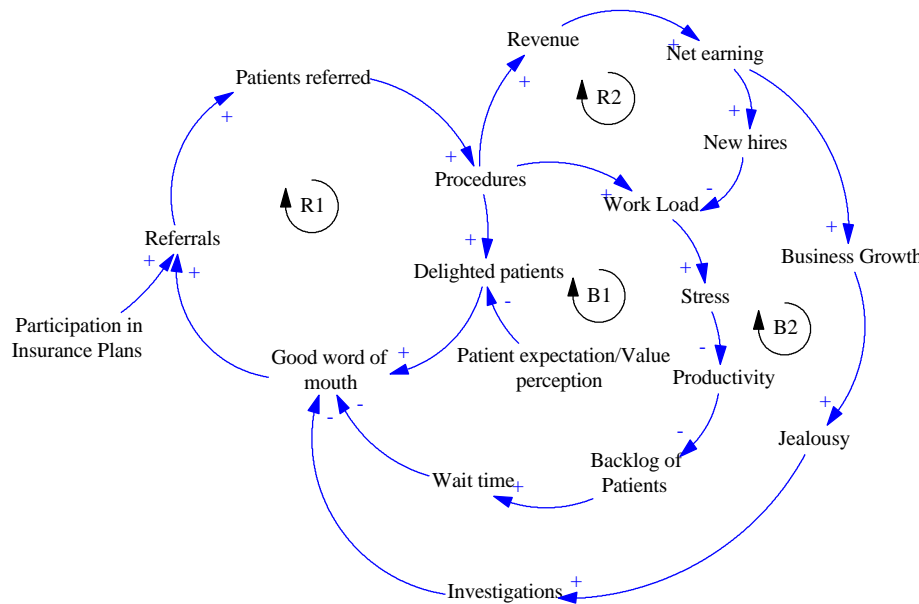 Revenue
+
Net earning
Patients referred
+
R2
+
+
New hires
+
+
Procedures
+
-
Work Load
R1
Referrals
+
+
+
Delighted patients
+
Business Growth
-
B1
+
Stress
Participation in
Insurance Plans
B2
+
Good word of
mouth
Patient expectation/Value
perception
-
Productivity
-
-
+
-
Jealousy
Backlog of
Patients
Wait time
+
Investigations
+